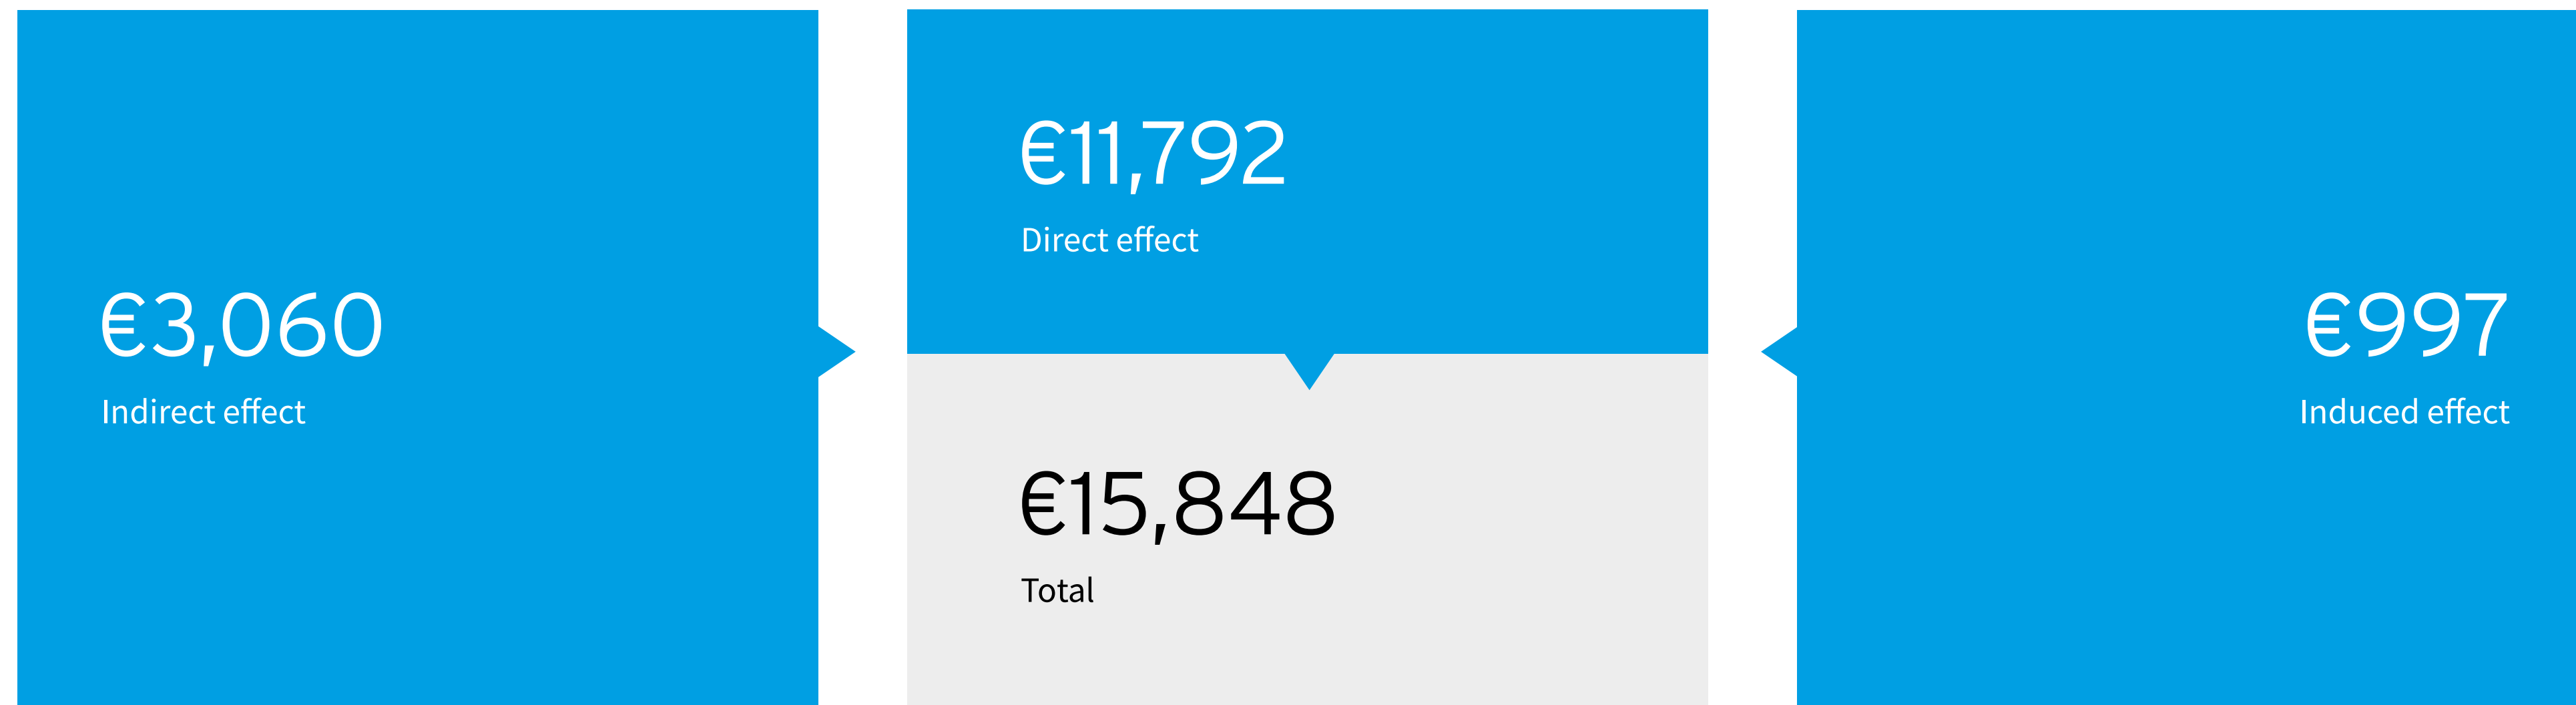 €3,060
Indirect effect
€11,792
Direct effect
€15,848
Total
€997
Induced effect